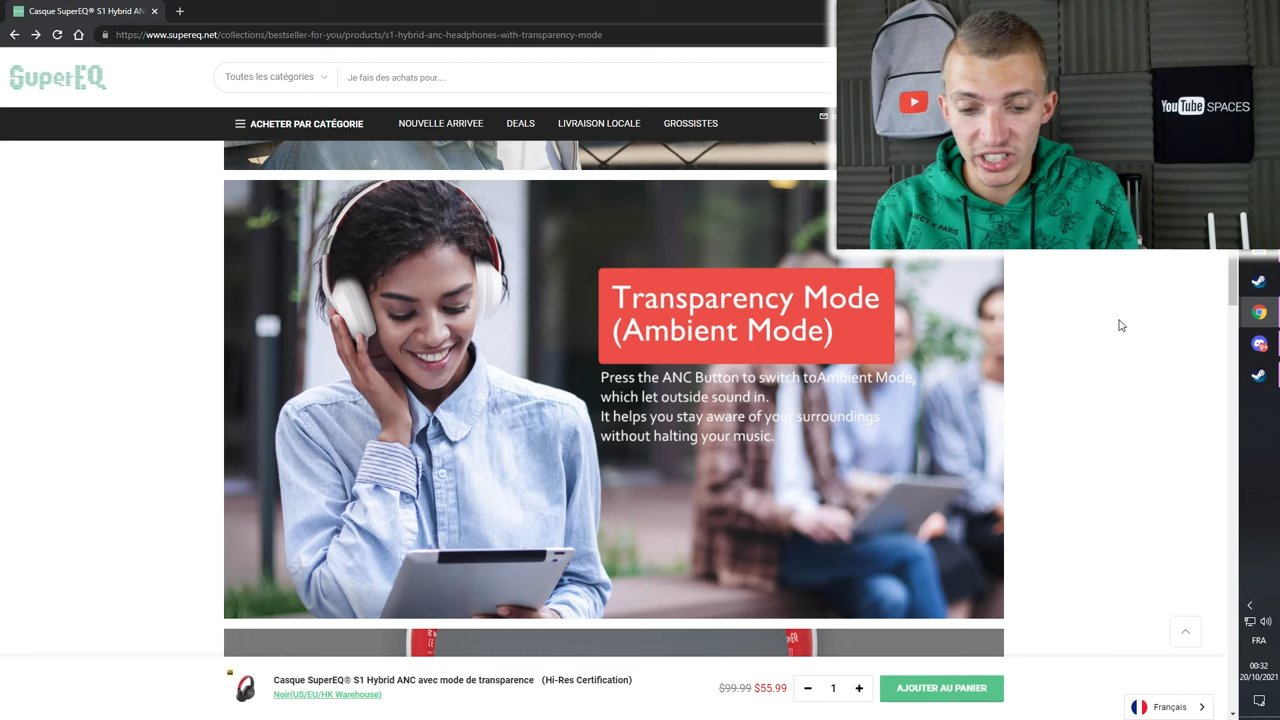 Casque SuperEQ® S1 Hybrid AN
https://www.supereq.net/collections/bestseller-for-you/products/s1-hybrid-anc-headphones-with-transparency-mode
SuperEQ
Toutes les catégories
Je fais des achats pour....
ACHETER PAR CATÉGORIE
NOUVELLE ARRIVEE
DEALS
LIVRAISON LOCALE
GROSSISTES
YouTube SPACES
JECT X PARIS
PROJEC
Transparency Mode
(Ambient Mode)
Press the ANC Button to switch toAmbient Mode,
which let outside sound in.
It helps you stay aware of your surroundings
without halting your music.
Casque SuperEQ® S1 Hybrid ANC avec mode de transparence (Hi-Res Certification)
Noir(US/EU/HK Warehouse)
$99.99 $55.99
1
AJOUTER AU PANIER
Français
FRA
00:32
20/10/2021